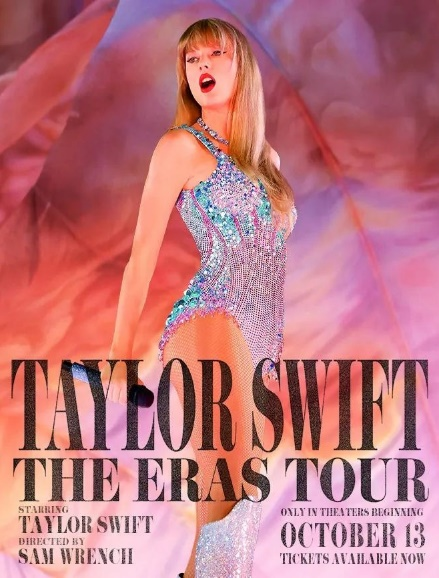 TAYLOR SWIFT
THE ERAS TOUR
STARRING
TAYLOR SWIFT
DIRECTED BY
SAM WRENCH
ONLY IN THEATERS BEGINNING
OCTOBER 13
TICKETS AVAILABLE NOW